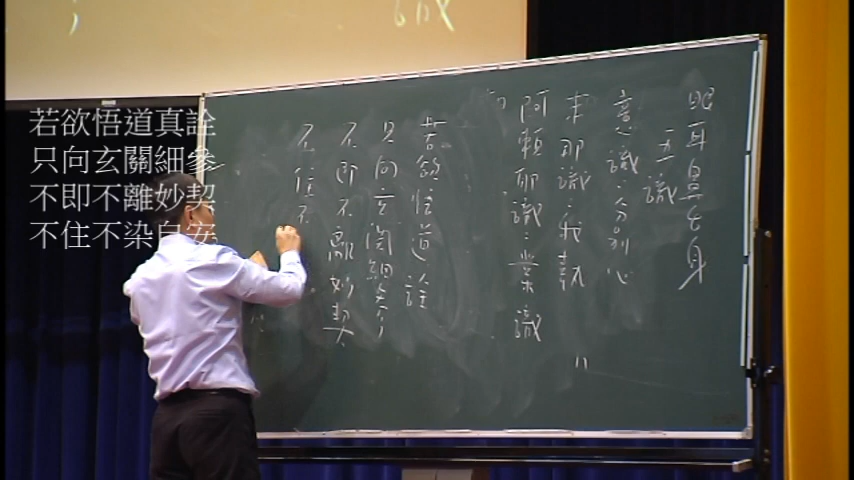 若欲悟道真詮
只向玄關細參
不即不離妙契
不住不染自安
眼耳鼻舌身
五識
意識：分別心
末那識：我執
阿賴耶識：業識
若欲悟道 詮
只向玄関細参
不即不離妙契
不住不